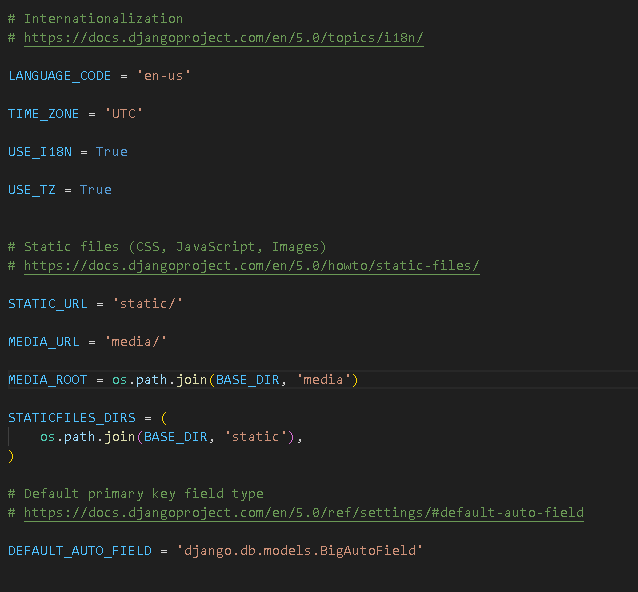 # Internationalization
# https://docs.djangoproject.com/en/5.0/topics/i18n/
LANGUAGE_CODE = 'en-us'
TIME_ZONE = 'UTC'
USE_I18N = True
USE_TZ = True
# Static files (CSS, JavaScript, Images)
# https://docs.djangoproject.com/en/5.0/howto/static-files/
STATIC_URL = 'static/'
MEDIA_URL = 'media/'
MEDIA_ROOT = os.path.join(BASE_DIR, 'media')
STATICFILES_DIRS = (
    os.path.join(BASE_DIR, 'static'),
)
# Default primary key field type
# https://docs.djangoproject.com/en/5.0/ref/settings/#default-auto-field
DEFAULT_AUTO_FIELD = 'django.db.models.BigAutoField'